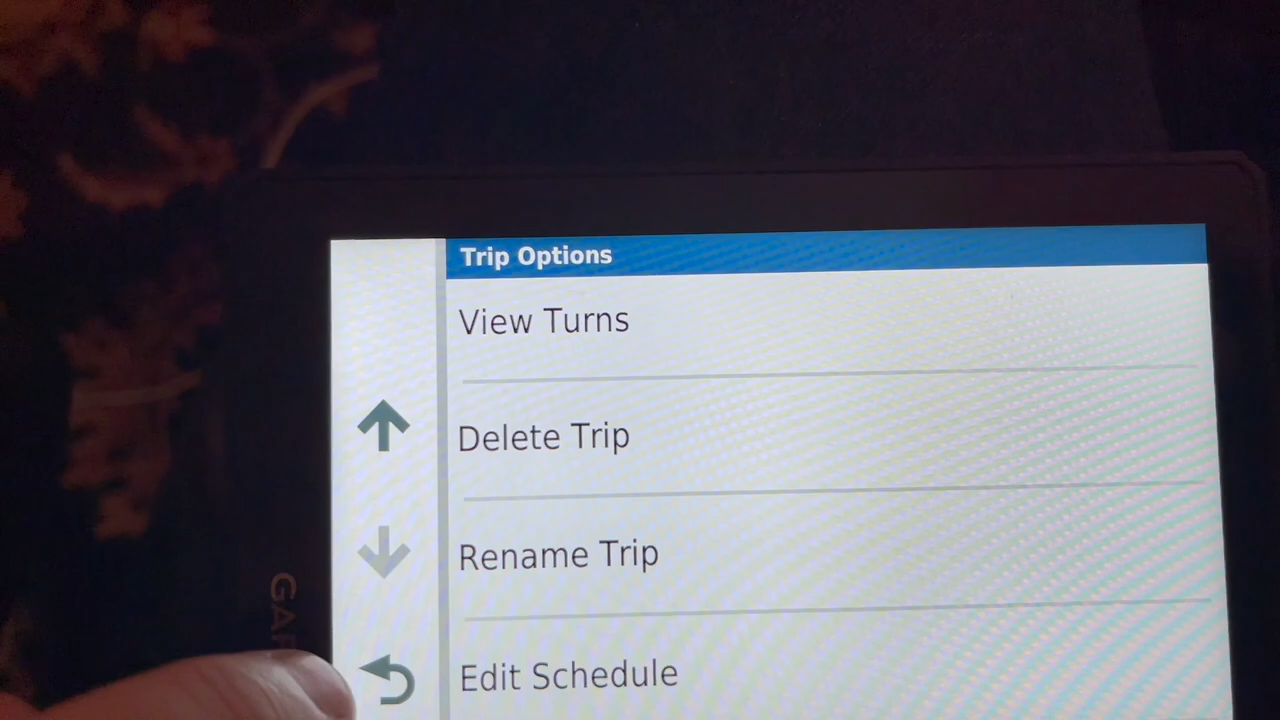 Trip Options
View Turns
Delete Trip
Rename Trip
Edit Schedule